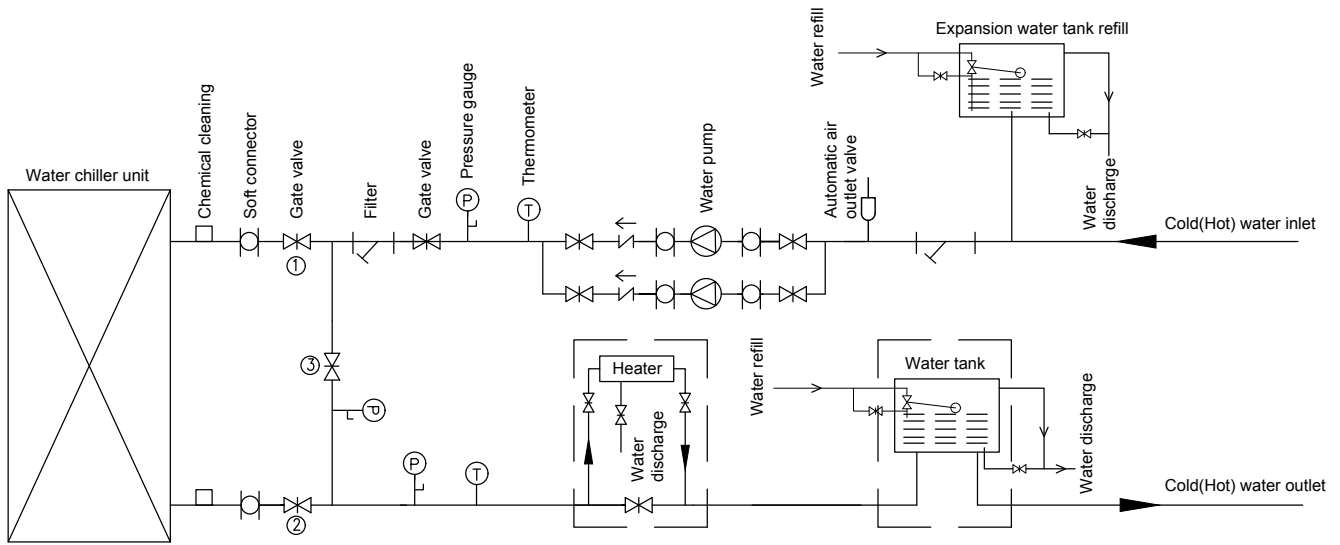 Expansion water tank refill
Water refill
Water discharge
Water chiller unit
Chemical cleaning
Soft connector
Gate valve
Filter
Gate valve
Pressure gauge
P
Thermometer
T
Water pump
Automatic air
outlet valve
Water
discharge
Cold(Hot) water inlet
①
③
P
Heater
Water
discharge
Water refill
Water tank
P
T
②
Cold(Hot) water outlet